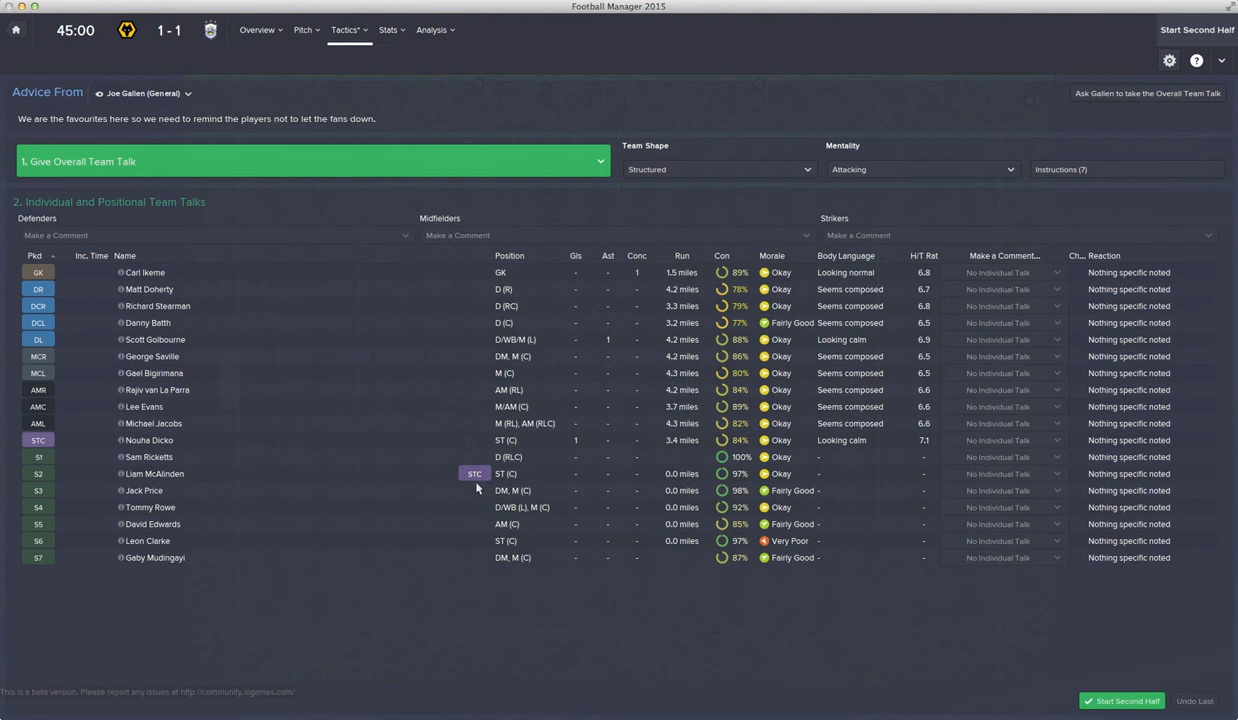 Football Manager 2015
45:00 1 - 1 Overview Pitch Tactics* Stats Analysis Start Second Half
?
Advice From Joe Gallen (General) Ask Gallen to take the Overall Team Talk
We are the favourites here so we need to remind the players not to let the fans down.
Team Shape Mentality
1. Give Overall Team Talk Structured Attacking Instructions (7)
2. Individual and Positional Team Talks
Defenders Midfielders Strikers
Make a Comment Make a Comment Make a Comment
Pkd Inc. Time Name Position Gls Ast Conc Run Con Morale Body Language H/T Rat Make a Comment... Ch... Reaction
GK Carl Ikeme GK - - 1 1.5 miles 89% Okay Looking normal 6.8 No Individual Talk Nothing specific noted
DR Matt Doherty D (R) - - - 4.2 miles 78% Okay Seems composed 6.7 No Individual Talk Nothing specific noted
DCR Richard Stearman D (RC) - - - 3.3 miles 79% Okay Seems composed 6.8 No Individual Talk Nothing specific noted
DCL Danny Batth D (C) - - - 3.2 miles 77% Fairly Good Seems composed 6.5 No Individual Talk Nothing specific noted
DL Scott Golbourne D/WB/M (L) - 1 - 4.2 miles 88% Okay Looking calm 6.9 No Individual Talk Nothing specific noted
MCR George Saville DM, M (C) - - - 4.2 miles 86% Okay Seems composed 6.5 No Individual Talk Nothing specific noted
MCL Gael Bigirimana M (C) - - - 4.3 miles 80% Okay Seems composed 6.5 No Individual Talk Nothing specific noted
AMR Rajiv van La Parra AM (RL) - - - 4.2 miles 84% Okay Seems composed 6.6 No Individual Talk Nothing specific noted
AMC Lee Evans M/AM (C) - - - 3.7 miles 89% Okay Seems composed 6.6 No Individual Talk Nothing specific noted
AML Michael Jacobs M (RL), AM (RLC) - - - 4.3 miles 82% Okay Seems composed 6.6 No Individual Talk Nothing specific noted
STC Nouha Dicko ST (C) 1 - - 3.4 miles 84% Okay Looking calm 7.1 No Individual Talk Nothing specific noted
S1 Sam Ricketts D (RLC) 100% Okay - - No Individual Talk Nothing specific noted
S2 Liam McAlinden STC ST (C) 0.0 miles 97% Okay - - No Individual Talk Nothing specific noted
S3 Jack Price DM, M (C) 0.0 miles 98% Fairly Good - - No Individual Talk Nothing specific noted
S4 Tommy Rowe D/WB (L), M (C) 0.0 miles 92% Okay - - No Individual Talk Nothing specific noted
S5 David Edwards AM (C) 0.0 miles 85% Fairly Good - - No Individual Talk Nothing specific noted
S6 Leon Clarke ST (C) 0.0 miles 97% Very Poor - - No Individual Talk Nothing specific noted
S7 Gaby Mudingayi DM, M (C) 87% Fairly Good - - No Individual Talk Nothing specific noted
This is a beta version. Please report any issues at http://community.sigames.com/
Start Second Half Undo Last